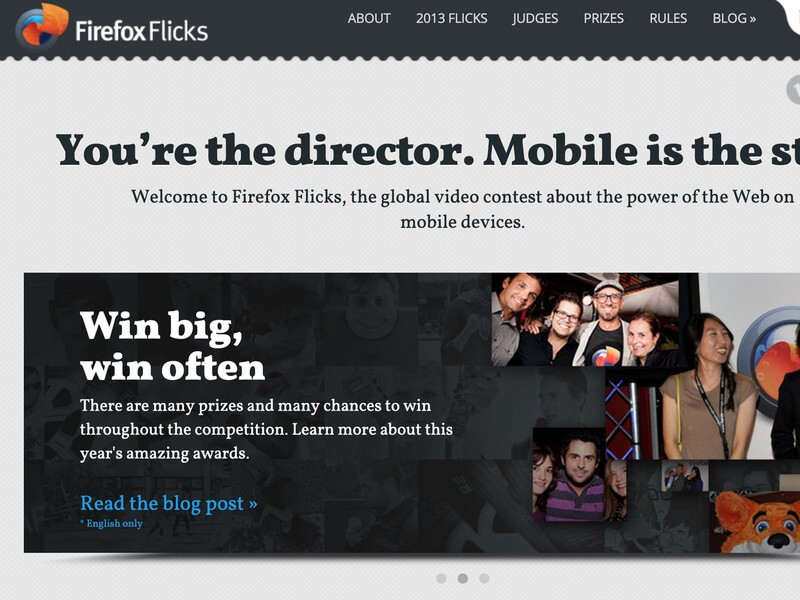 Firefox Flicks
ABOUT 2013 FLICKS JUDGES PRIZES RULES BLOG »
You’re the director. Mobile is the st
Welcome to Firefox Flicks, the global video contest about the power of the Web on
mobile devices.
Win big,
win often
There are many prizes and many chances to win
throughout the competition. Learn more about this
year's amazing awards.
Read the blog post »
* English only